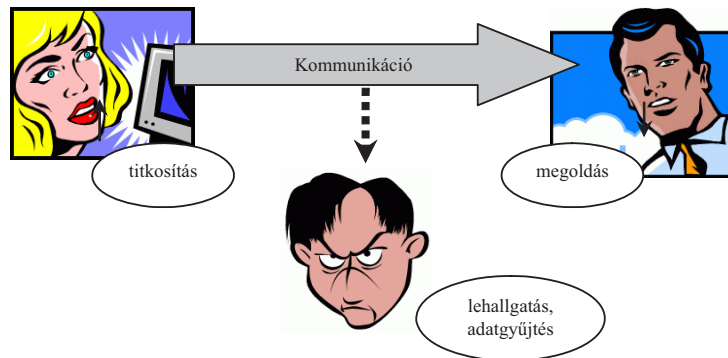 Kommunikáció
titkosítás
megoldás
lehallgatás,
adatgyűjtés